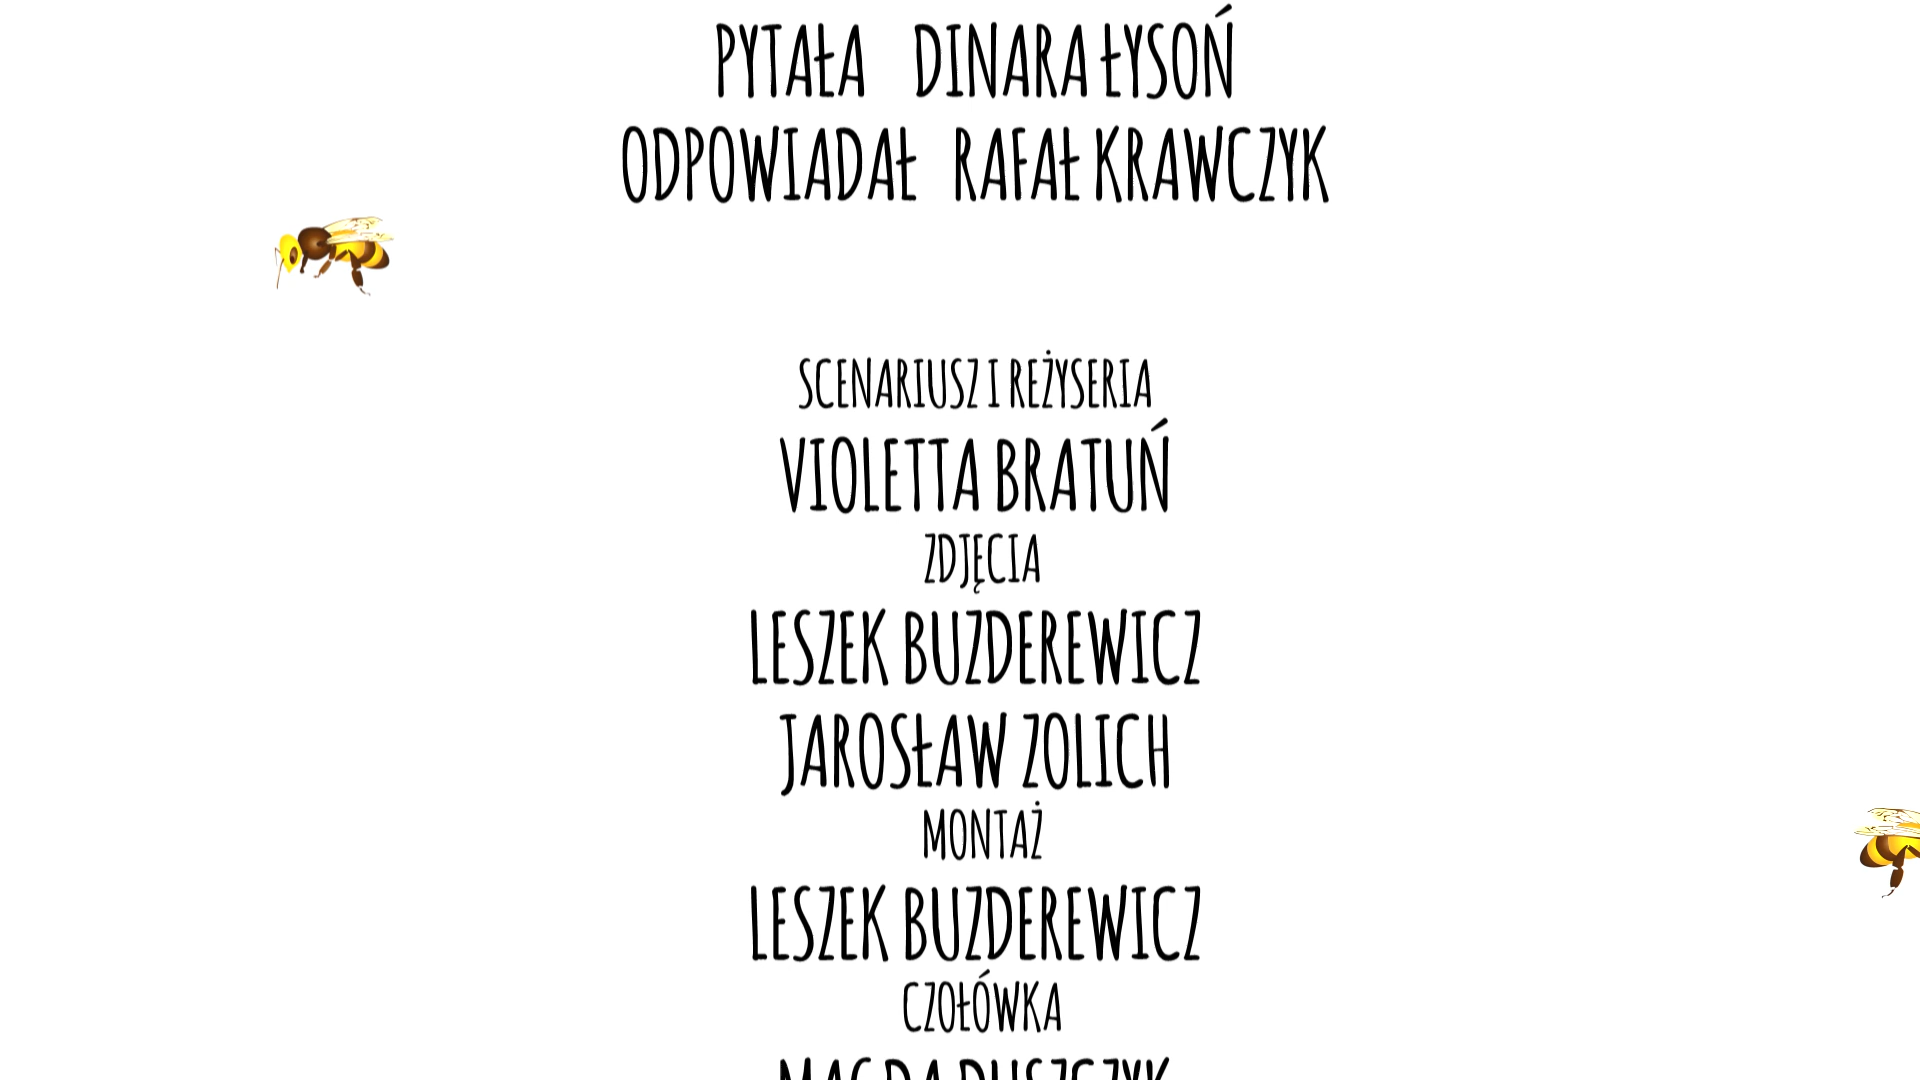 PYTAŁA DINARA ŁYSOŃ
ODPOWIADAŁ RAFAŁ KRAWCZYK
SCENARIUSZ I REŻYSERIA
VIOLETTA BRATUŃ
ZDJĘCIA
LESZEK BUZDEREWICZ
JAROSŁAW ZOLICH
MONTAŻ
LESZEK BUZDEREWICZ
CZOŁÓWKA
MAGDA